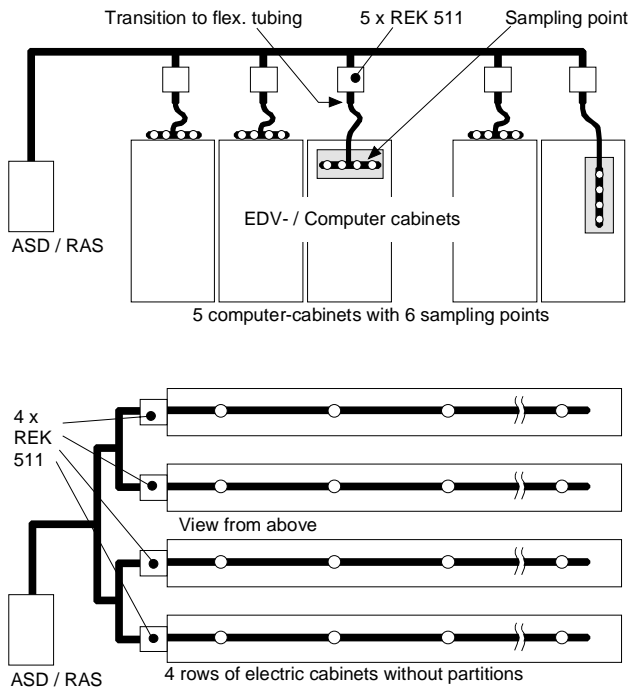 Transition to flex. tubing
5 x REK 511
Sampling point
ASD / RAS
EDV- / Computer cabinets
5 computer-cabinets with 6 sampling points
4 x
REK
511
View from above
ASD / RAS
4 rows of electric cabinets without partitions